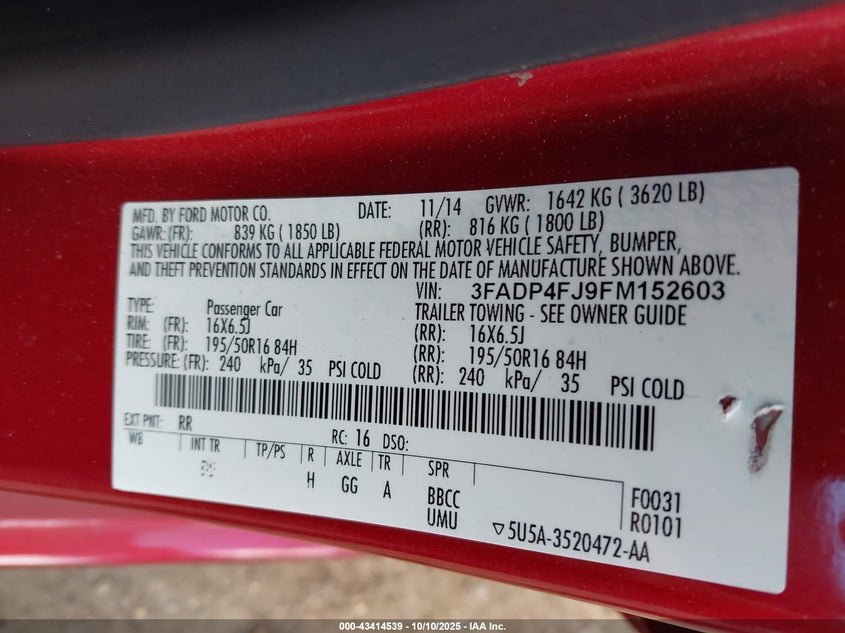 MFD. BY FORD MOTOR CO. DATE: 11/14 GVWR: 1642 KG ( 3620 LB)
GAWR: (FR): 839 KG ( 1850 LB) (RR): 816 KG ( 1800 LB)
THIS VEHICLE CONFORMS TO ALL APPLICABLE FEDERAL MOTOR VEHICLE SAFETY, BUMPER,
AND THEFT PREVENTION STANDARDS IN EFFECT ON THE DATE OF MANUFACTURE SHOWN ABOVE.
VIN: 3FADP4FJ9FM152603
TYPE: Passenger Car TRAILER TOWING - SEE OWNER GUIDE
RIM: (FR): 16X6.5J (RR): 16X6.5J
TIRE: (FR): 195/50R16 84H (RR): 195/50R16 84H
PRESSURE: (FR): 240 kPa/ 35 PSI COLD (RR): 240 kPa/ 35 PSI COLD
EXT PNT: RR RC: 16 DSO:
WB INT TR TP/PS R AXLE TR SPR
H GG A BBCC F0031
UMU R0101
5U5A-3520472-AA
000-43414539 - 10/10/2025 - IAA Inc.